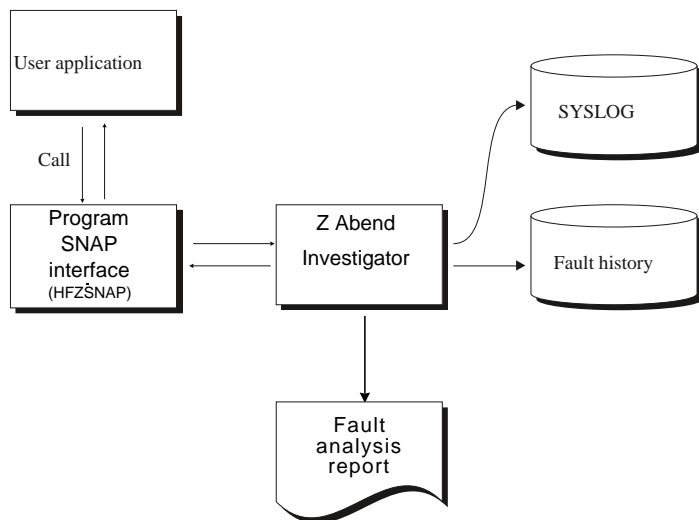 User application
SYSLOG
Call
Program
SNAP
interface
(HFZSNAP)
Z Abend
Investigator
Fault history
Fault
analysis
report